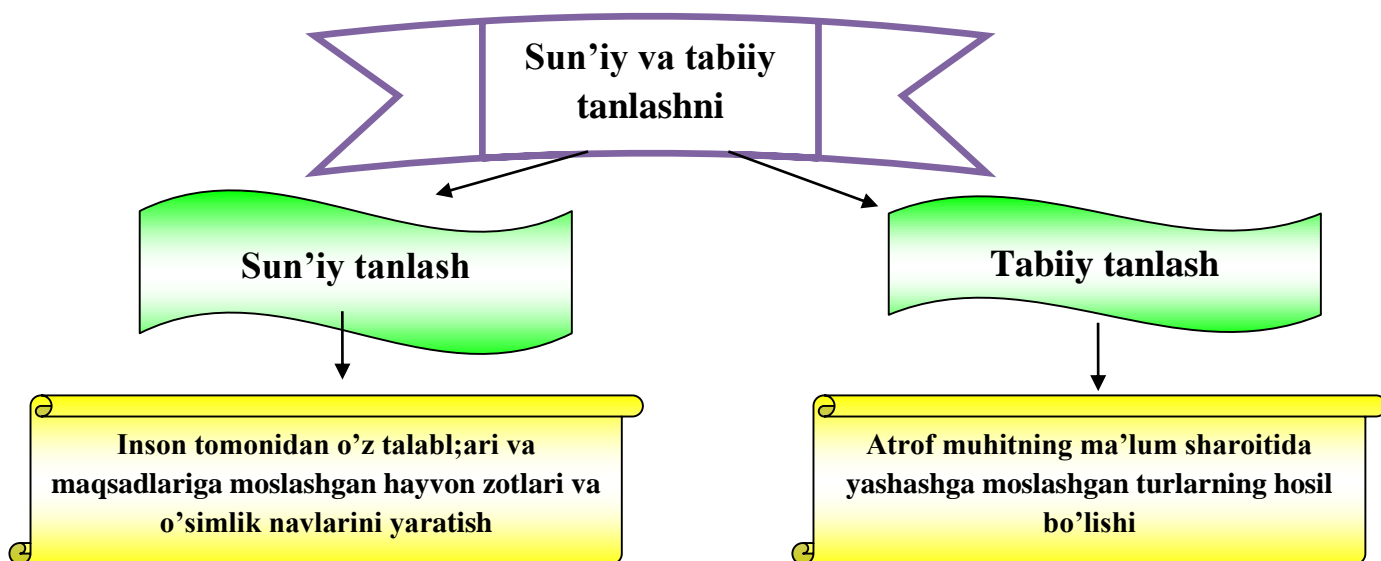 Sun’iy va tabiiy
tanlashni
Sun’iy tanlash
Tabiiy tanlash
Inson tomonidan o’z talabl;ari va
maqsadlariga moslashgan hayvon zotlari va
o’simlik navlarini yaratish
Atrof muhitning ma’lum sharoitida
yashashga moslashgan turlarning hosil
bo’lishi